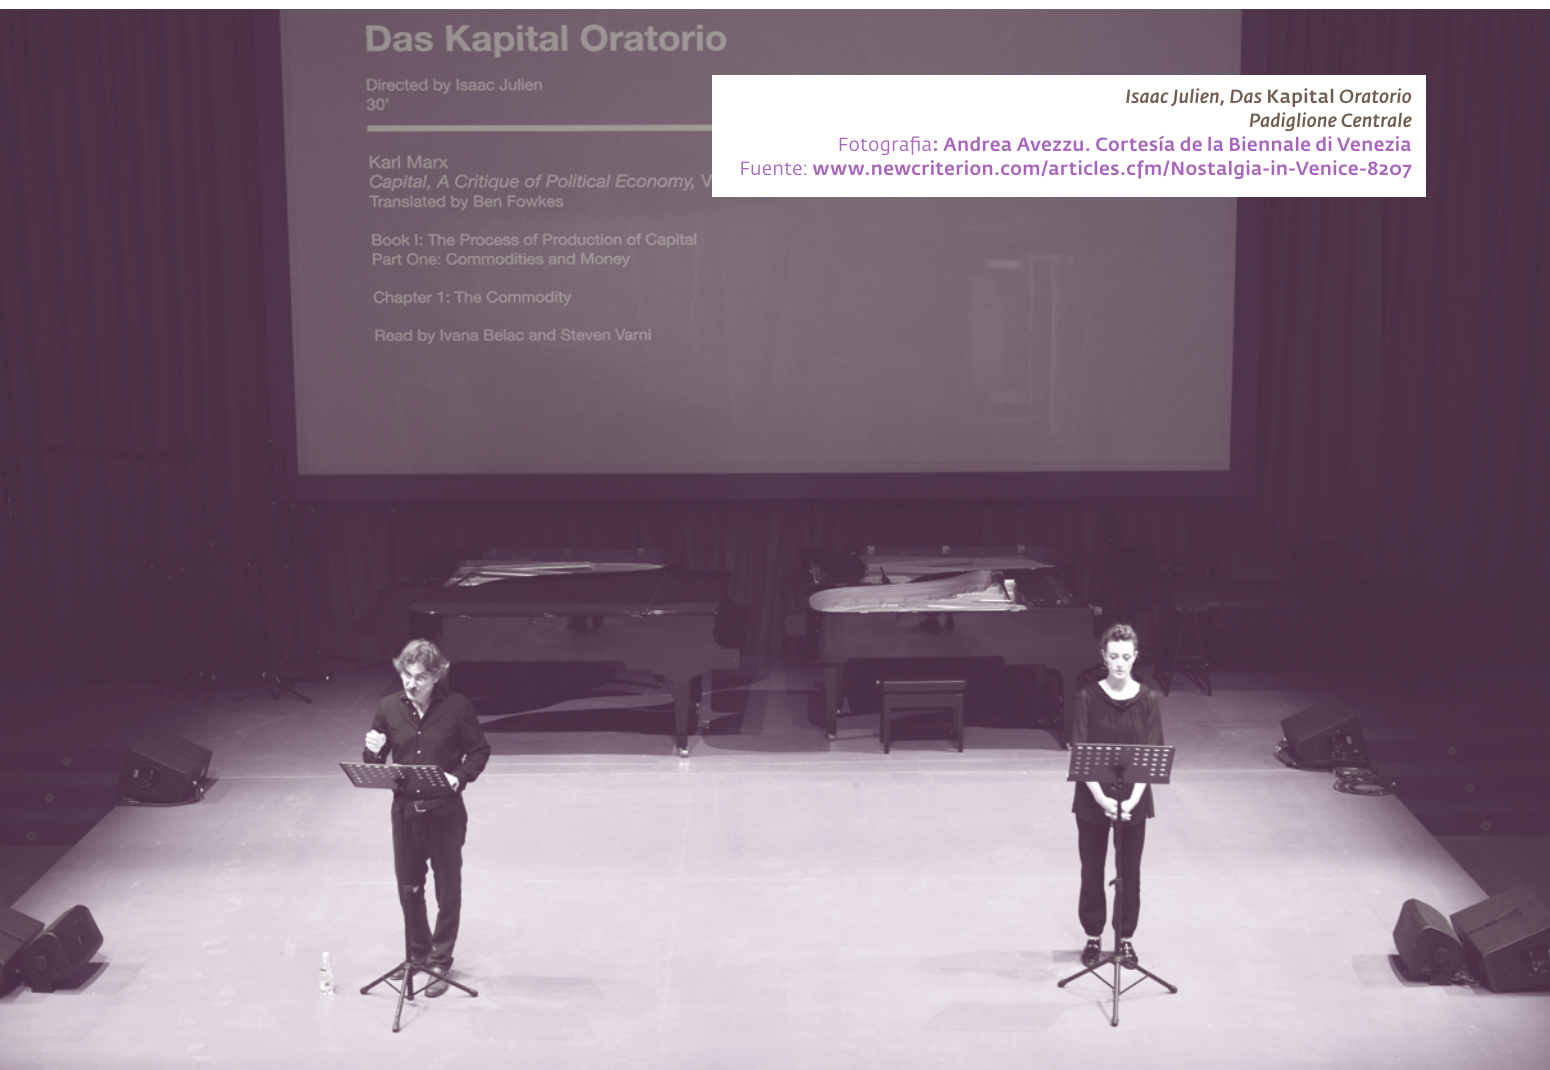 Das Kapital Oratorio
Directed by Isaac Julien
30'
Isaac Julien, Das Kapital Oratorio
Padiglione Centrale
Fotografia: Andrea Avezzu. Cortesía de la Biennale di Venezia
Fuente: www.newcriterion.com/articles.cfm/Nostalgia-in-Venice-8207
Karl Marx
Capital, A Critique of Political Economy, V
Translated by Ben Fowkes
Book I: The Process of Production of Capital
Part One: Commodities and Money
Chapter 1: The Commodity
Read by Ivana Belac and Steven Varni